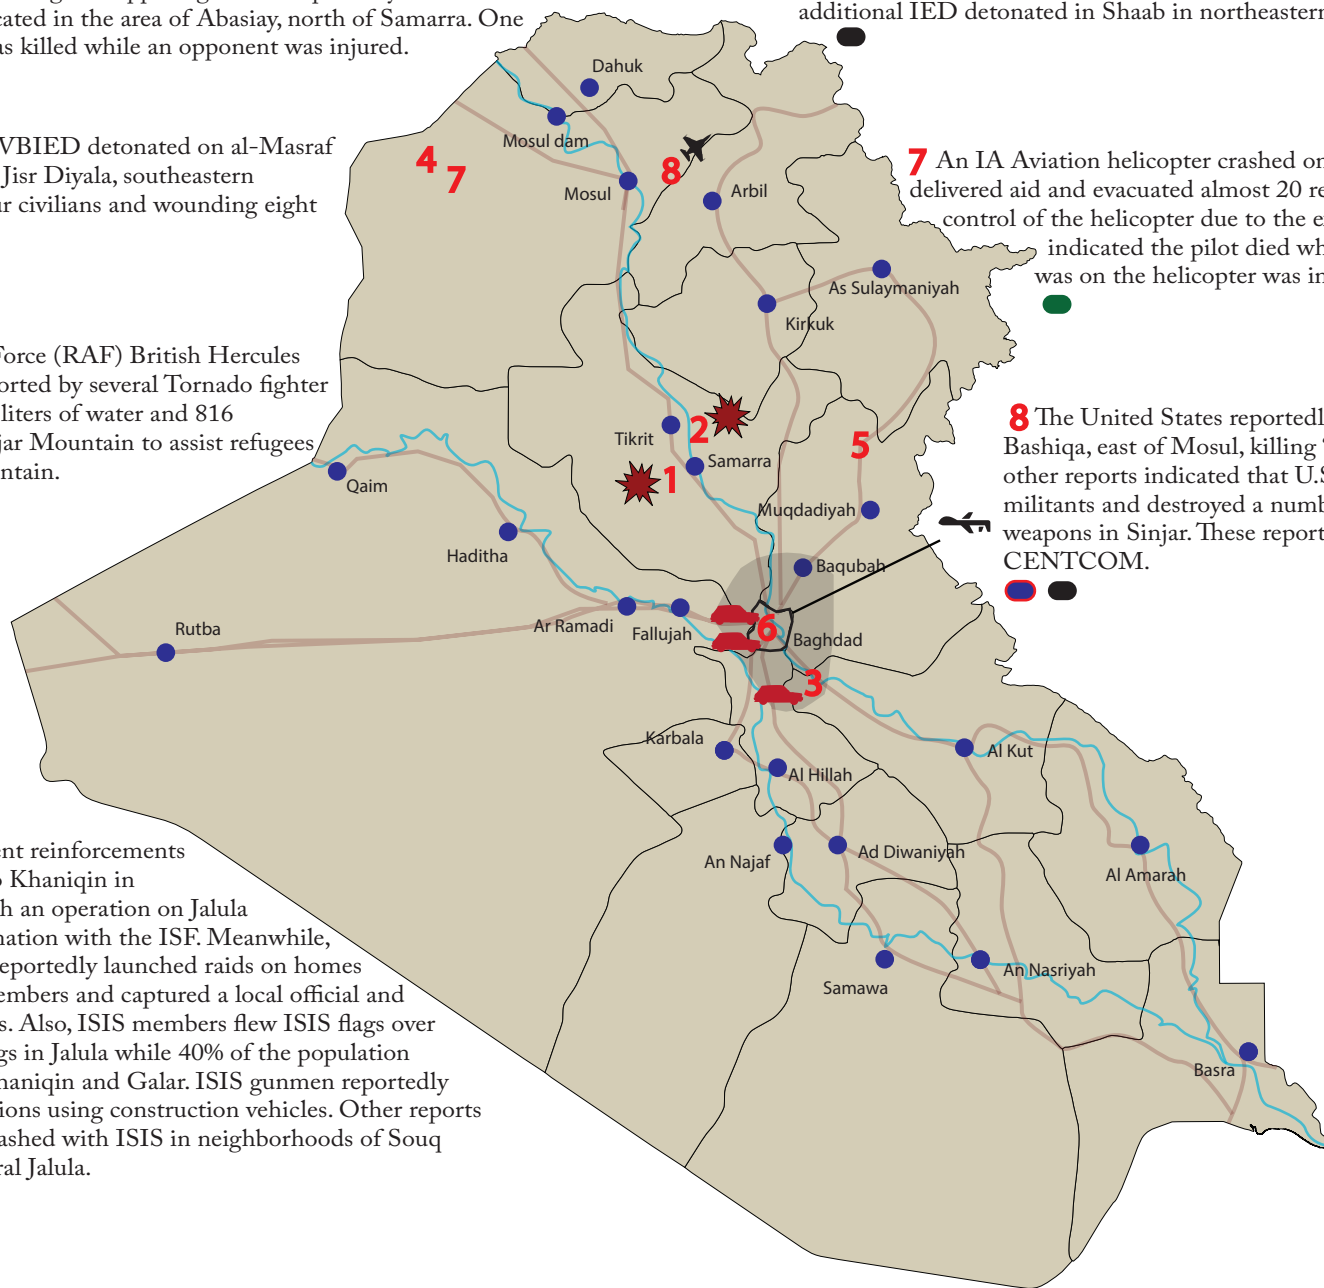 cated in the area of Abasiay, north of Samarra. One
as killed while an opponent was injured.
additional IED detonated in Shaab in northeastern
VBIED detonated on al-Masraf
Jisr Diyala, southeastern
ur civilians and wounding eight
7 An IA Aviation helicopter crashed on
delivered aid and evacuated almost 20 re
control of the helicopter due to the e
indicated the pilot died wh
was on the helicopter was in
Force (RAF) British Hercules
orted by several Tornado fighter
liters of water and 816
jar Mountain to assist refugees
ntain.
8 The United States reportedl
Bashiqa, east of Mosul, killing
other reports indicated that U.S
militants and destroyed a numb
weapons in Sinjar. These report
CENTCOM.
ent reinforcements
o Khaniqin in
h an operation on Jalula
nation with the ISF. Meanwhile,
reportedly launched raids on homes
embers and captured a local official and
s. Also, ISIS members flew ISIS flags over
gs in Jalula while 40% of the population
haniqin and Galar. ISIS gunmen reportedly
ions using construction vehicles. Other reports
ashed with ISIS in neighborhoods of Souq
ral Jalula.
Dahuk
Mosul dam
4
7
8
Mosul
Arbil
As Sulaymaniyah
Kirkuk
Tikrit
2
5
Samarra
1
Qaim
Muqdadiyah
Haditha
Baqubah
Rutba
Ar Ramadi
Fallujah
6
Baghdad
3
Karbala
Al Kut
Al Hillah
An Najaf
Ad Diwaniyah
Al Amarah
Samawa
An Nasriyah
Basra